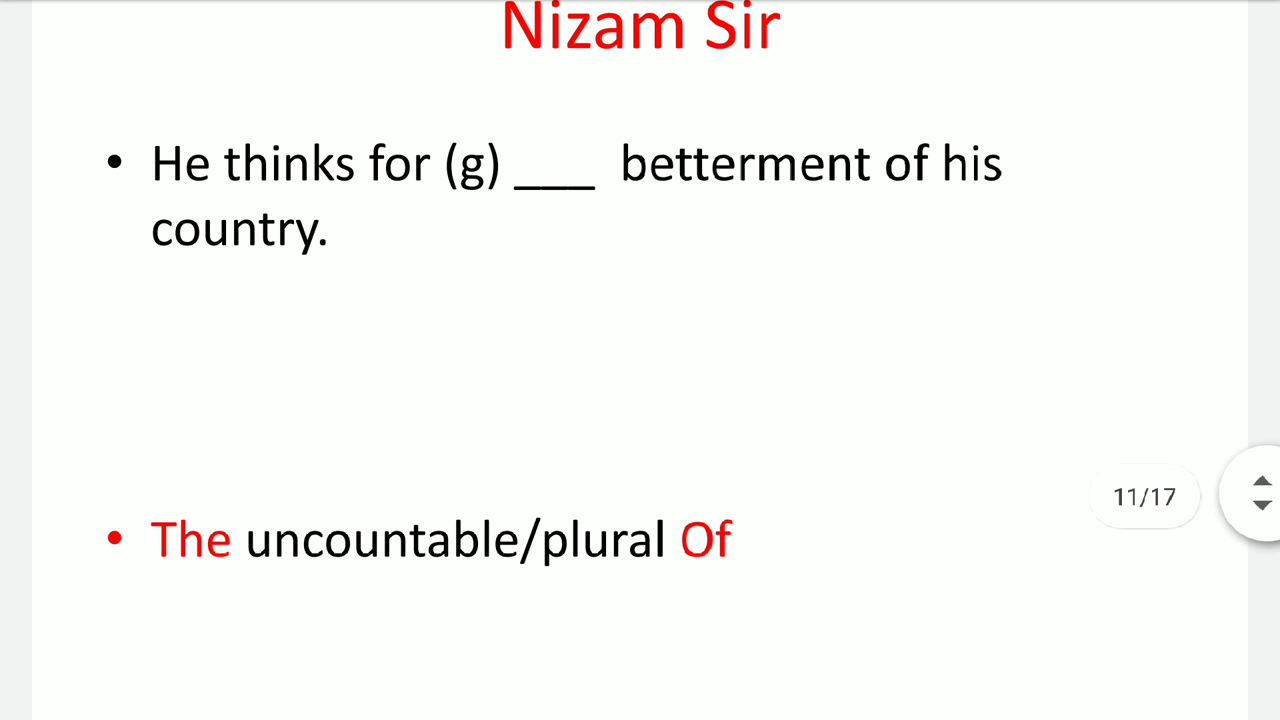 Nizam Sir
• He thinks for (g) ___ betterment of his
country.
11/17
• The uncountable/plural Of